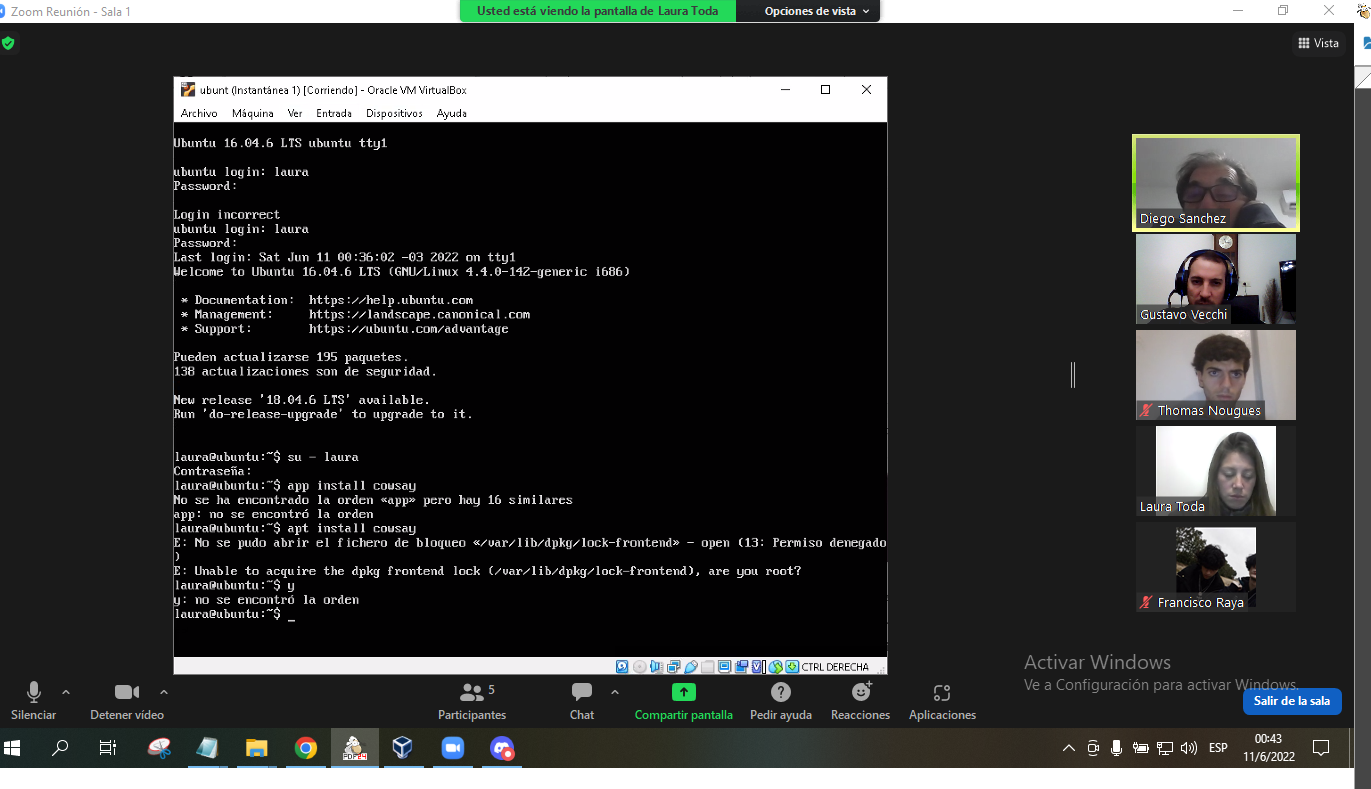 Zoom Reunión - Sala 1
Usted está viendo la pantalla de Laura Toda
Opciones de vista
Vista
ubunt (Instantánea 1) [Corriendo] - Oracle VM VirtualBox
Archivo Máquina Ver Entrada Dispositivos Ayuda
Ubuntu 16.04.6 LTS ubuntu tty1
ubuntu login: laura
Password:
Login incorrect
ubuntu login: laura
Password:
Last login: Sat Jun 11 00:36:02 -03 2022 on tty1
Welcome to Ubuntu 16.04.6 LTS (GNU/Linux 4.4.0-142-generic i686)
* Documentation: https://help.ubuntu.com
* Management: https://landscape.canonical.com
* Support: https://ubuntu.com/advantage
Pueden actualizarse 195 paquetes.
138 actualizaciones son de seguridad.
New release '18.04.6 LTS' available.
Run 'do-release-upgrade' to upgrade to it.
laura@ubuntu:~$ su - laura
Contraseña:
laura@ubuntu:~$ app install cowsay
No se ha encontrado la orden «app» pero hay 16 similares
app: no se encontró la orden
laura@ubuntu:~$ apt install cowsay
E: No se pudo abrir el fichero de bloqueo «/var/lib/dpkg/lock-frontend» - open (13: Permiso denegado
)
E: Unable to acquire the dpkg frontend lock (/var/lib/dpkg/lock-frontend), are you root?
laura@ubuntu:~$ y
y: no se encontró la orden
laura@ubuntu:~$ _
CTRL DERECHA
Diego Sanchez
Gustavo Vecchi
Thomas Nougues
Laura Toda
Francisco Raya
Activar Windows
Ve a Configuración para activar Windows.
Silenciar
Detener vídeo
5
Participantes
Chat
Compartir pantalla
Pedir ayuda
Reacciones
Aplicaciones
Salir de la sala
FDP24
ESP
00:43
11/6/2022